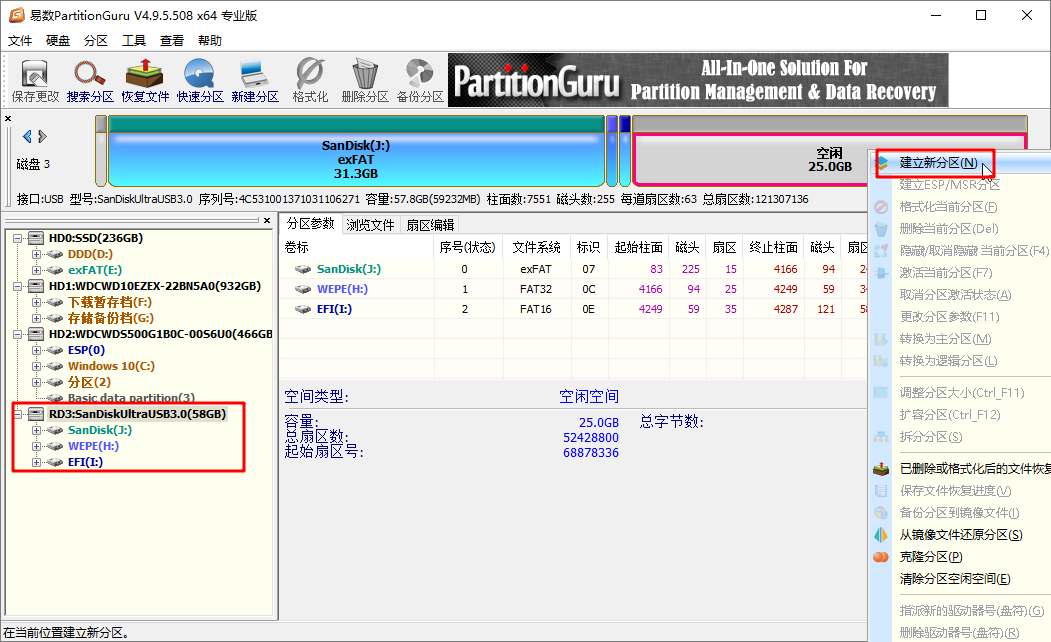 易数PartitionGuru V4.9.5.508 x64 专业版
文件 硬盘 分区 工具 查看 帮助
保存更改 搜索分区 恢复文件 快速分区 新建分区 格式化 删除分区 备份分区
PartitionGuru
All-In-One Solution For
Partition Management & Data Recovery
磁盘 3
SanDisk(J:)
exFAT
31.3GB
空闲
25.0GB
接口:USB 型号:SanDiskUltraUSB3.0 序列号:4C531001371031106271 容量:57.8GB(59232MB) 柱面数:7551 磁头数:255 每道扇区数:63 总扇区数:121307136
HD0:SSD(236GB)
DDD(D:)
exFAT(E:)
HD1:WDCWD10EZEX-22BN5A0(932GB)
下载暂存档(F:)
存储备份档(G:)
HD2:WDCWDS500G1B0C-00S6U0(466GB
ESP(0)
Windows 10(C:)
分区(2)
Basic data partition(3)
RD3:SanDiskUltraUSB3.0(58GB)
SanDisk(J:)
WEPE(H:)
EFI(I:)
分区参数 浏览文件 扇区编辑
卷标 序号(状态) 文件系统 标识 起始柱面 磁头 扇区 终止柱面 磁头 扇区
SanDisk(J:) 0 exFAT 07 83 225 15 4166 94
WEPE(H:) 1 FAT32 0C 4166 94 25 4249 59
EFI(I:) 2 FAT16 0E 4249 59 35 4287 121
空间类型: 空闲空间
容量: 25.0GB 总字节数:
总扇区数: 52428800
起始扇区号: 68878336
建立新分区(N)
建立ESP/MSR分区
格式化当前分区(F)
删除当前分区(Del)
隐藏/取消隐藏 当前分区(F4)
激活当前分区(F7)
取消分区激活状态(A)
更改分区参数(F11)
转换为主分区(M)
转换为逻辑分区(L)
调整分区大小(Ctrl_F11)
扩容分区(Ctrl_F12)
拆分分区(S)
已删除或格式化后的文件恢复
保存文件恢复进度(V)
备份分区到镜像文件(I)
从镜像文件还原分区(S)
克隆分区(P)
清除分区空闲空间(E)
指派新的驱动器号(盘符)(G)
删除驱动器号(盘符)(R)
在当前位置建立新分区。